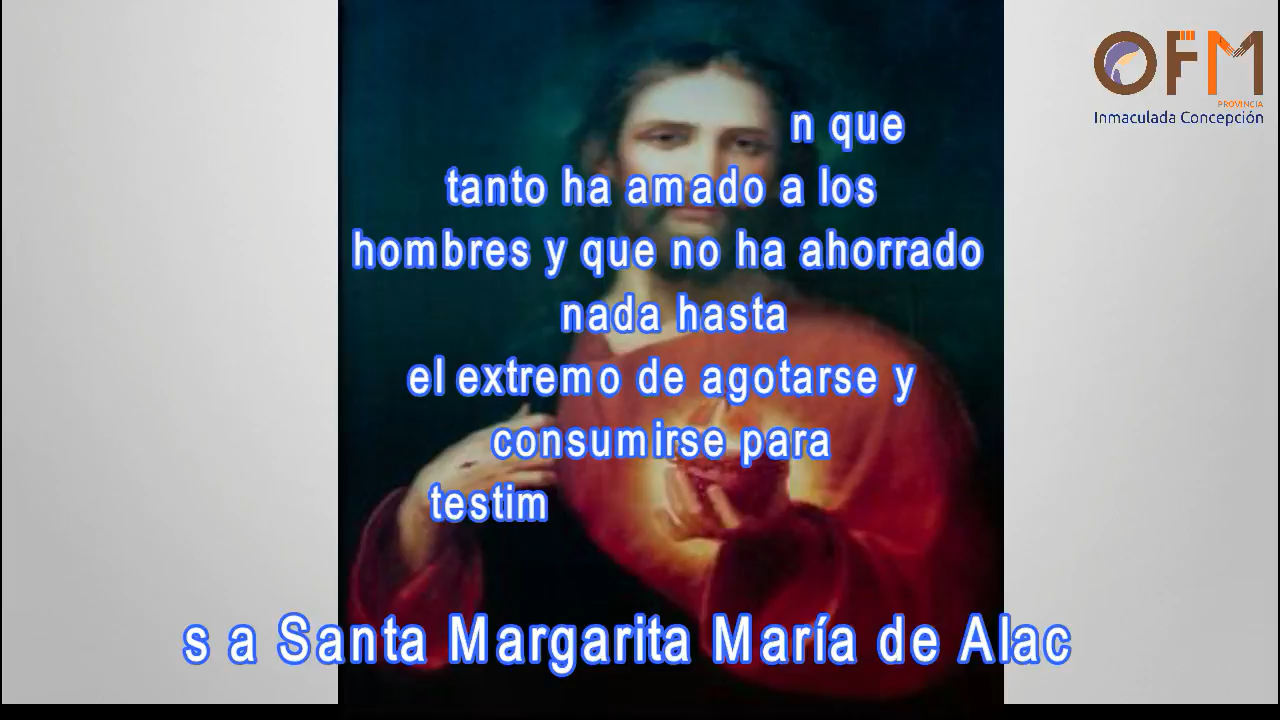 OFM
PROVINCIA
Inmaculada Concepción
n que
tanto ha amado a los
hombres y que no ha ahorrado
nada hasta
el extremo de agotarse y
consumirse para
testim
s a Santa Margarita María de Alac